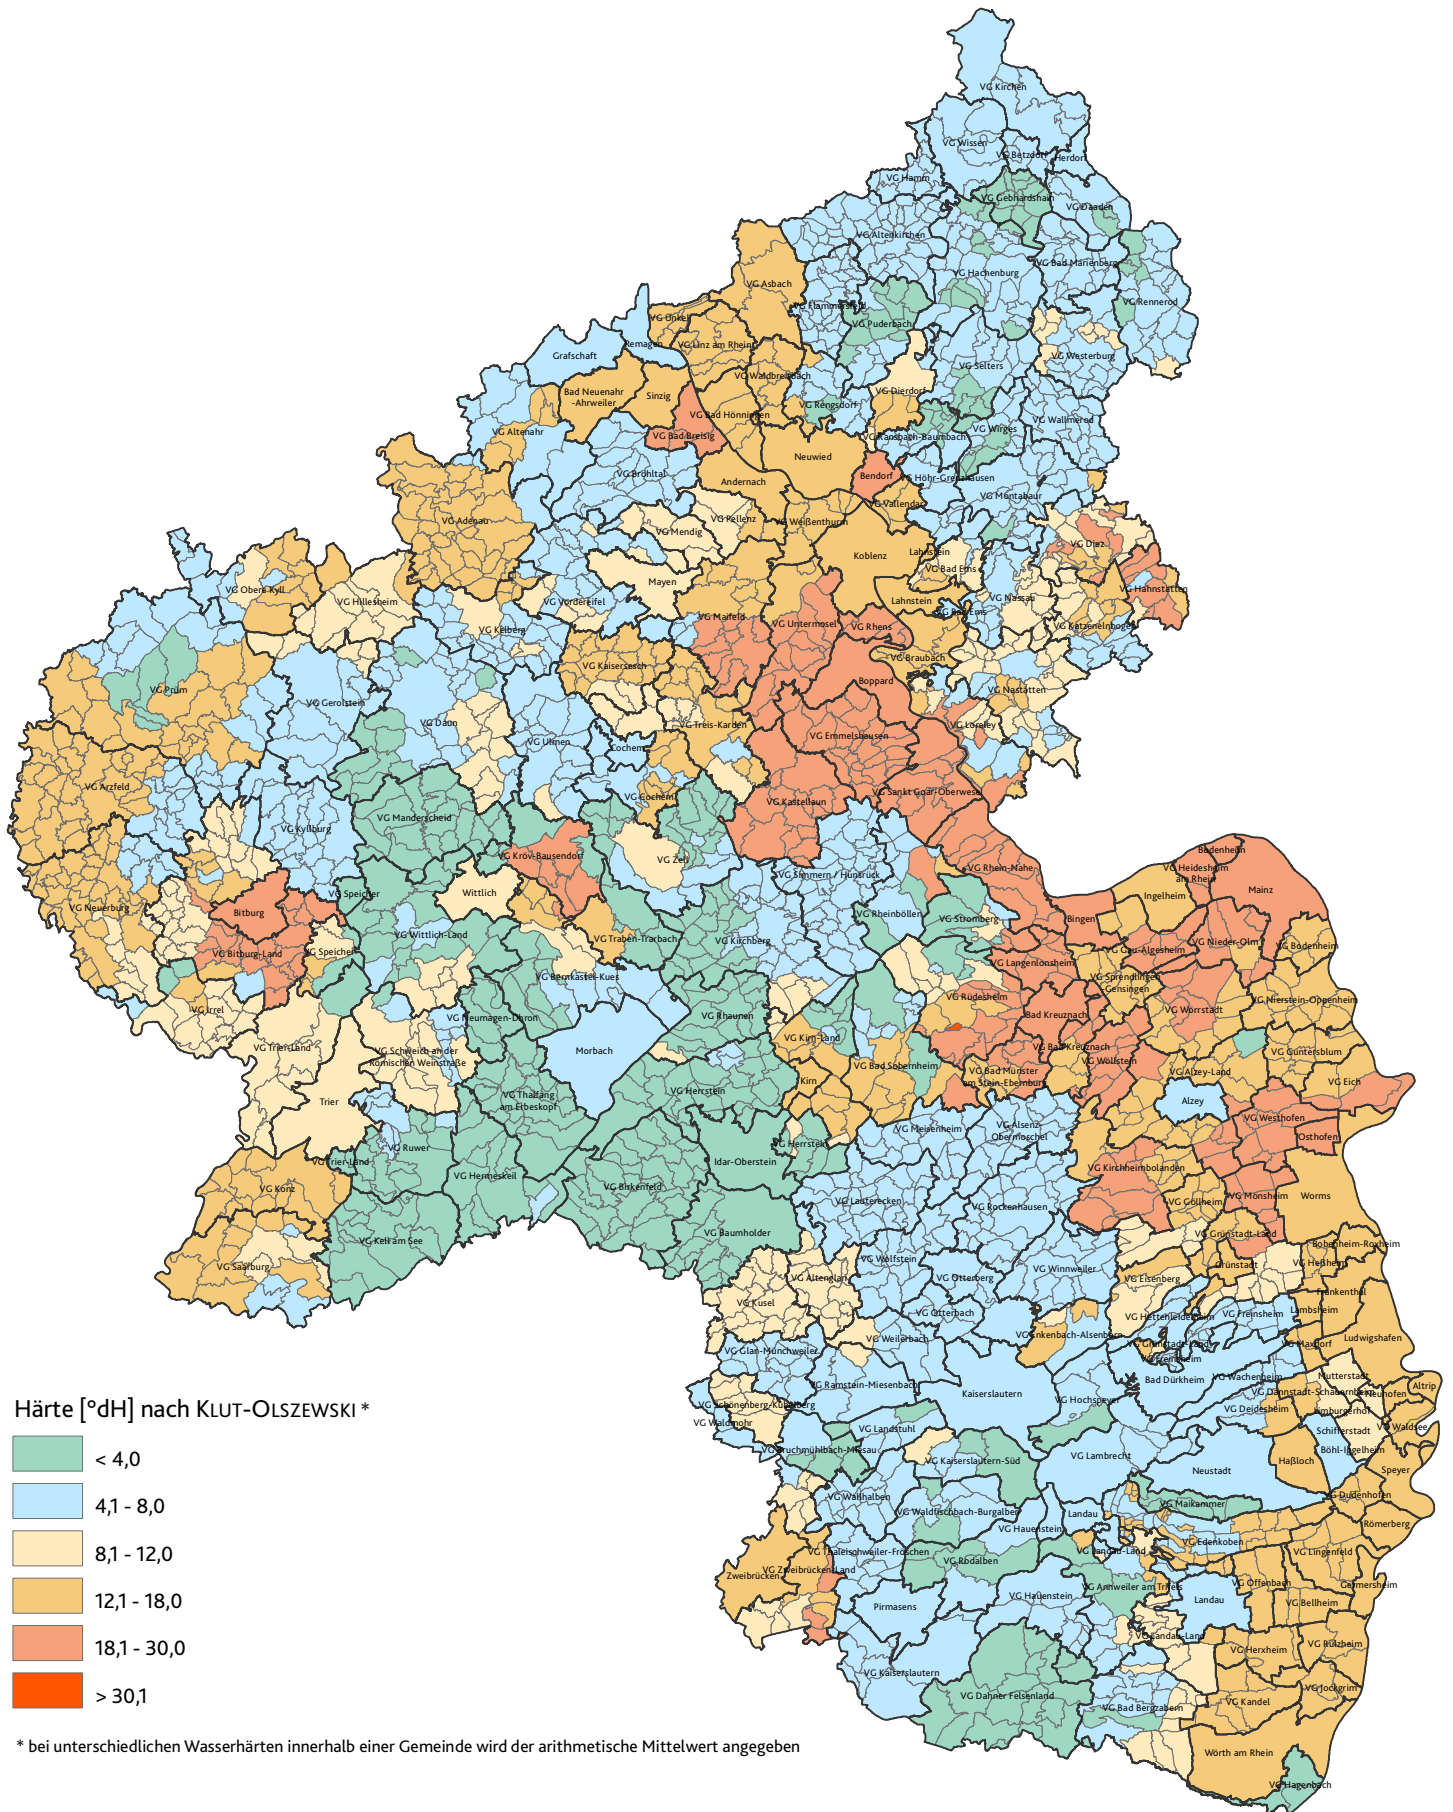 VG Kirchen
VG Wissen
VG Betzdorf
Herdorf
VG Hamm
VG Gebhardshain
VG Daaden
VG Altenkirchen
VG Bad Marienberg
VG Hachenburg
VG Asbach
VG Flammersfeld
VG Rennerod
VG Unkel
VG Puderbach
Remagen
VG Linz am Rhein
Grafschaft
VG Westerburg
VG Selters
VG Waldbreitbach
Bad Neuenahr
-Ahrweiler
Sinzig
VG Dierdorf
VG Rengsdorf
VG Bad Hönningen
VG Wallmerod
VG Altenahr
VG Bad Breisig
VG Ransbach-Baumbach
VG Wirges
Neuwied
VG Brohltal
Bendorf
VG Höhr-Grenzhausen
Andernach
VG Montabaur
VG Vallendar
VG Adenau
VG Pellenz
VG Weißenthurm
VG Mendig
VG Diez
Koblenz
Lahnstein
VG Bad Ems
Mayen
VG Obere Kyll
VG Hahnstätten
VG Hillesheim
VG Vordereifel
Lahnstein
VG Nassau
VG Bad Ems
VG Maifeld
VG Untermosel
VG Rhens
VG Katzenelnbogen
VG Kelberg
VG Braubach
VG Kaisersesch
Boppard
VG Prüm
VG Nastätten
VG Gerolstein
VG Daun
VG Treis-Karden
VG Loreley
VG Emmelshausen
VG Ulmen
Cochem
VG Arzfeld
VG Cochem
VG Sankt Goar-Oberwesel
VG Kastellaun
VG Manderscheid
VG Kyllburg
VG Kröv-Bausendorf
VG Zell
Bodenheim
VG Rhein-Nahe
VG Simmern / Hunsrück
VG Heidesheim
am Rhein
Mainz
VG Speicher
Wittlich
Ingelheim
VG Neuerburg
Bitburg
VG Rheinböllen
VG Stromberg
Bingen
VG Wittlich-Land
VG Traben-Trarbach
VG Kirchberg
VG Nieder-Olm
VG Bodenheim
VG Bitburg-Land
VG Speicher
VG Gau-Algesheim
VG Langenlonsheim
VG Bernkastel-Kues
VG Sprendlingen
-Gensingen
VG Rüdesheim
VG Nierstein-Oppenheim
VG Irrel
VG Neumagen-Dhron
VG Rhaunen
Bad Kreuznach
VG Wörrstadt
VG Kirn-Land
VG Trier-Land
VG Schweich an der
Römischen Weinstraße
Morbach
VG Bad Kreuznach
VG Guntersblum
VG Wöllstein
VG Bad Sobernheim
VG Bad Münster
am Stein-Ebernburg
VG Alzey-Land
VG Eich
Kirn
VG Herrstein
VG Thalfang
am Erbeskopf
Trier
Alzey
VG Westhofen
VG Meisenheim
VG Alsenz-
Obermoschel
Osthofen
VG Ruwer
VG Herrstein
VG Trier-Land
Idar-Oberstein
VG Kirchheimbolanden
VG Hermeskeil
VG Konz
VG Birkenfeld
VG Göllheim
VG Monsheim
Worms
VG Lauterecken
VG Rockenhausen
VG Baumholder
VG Grünstadt-Land
VG Kell am See
Bobenheim-Roxheim
VG Wolfstein
Grünstadt
VG Heßheim
VG Saarburg
VG Winnweiler
VG Altenglan
VG Otterberg
VG Eisenberg
Frankenthal
VG Kusel
VG Otterbach
VG Hettenleidelheim
VG Freinsheim
Lambsheim
VG Weilerbach
VG Enkenbach-Alsenborn
Ludwigshafen
VG Grünstadt-Land
VG Maxdorf
VG Glan-Münchweiler
VG Freinsheim
VG Ramstein-Miesenbach
Bad Dürkheim
VG Wachenheim
Mutterstadt
Altrip
Kaiserslautern
VG Dannstadt-Schauernheim
Neuhofen
Härte [°dH] nach KLUT-OLSZEWSKI *
VG Hochspeyer
VG Schönenberg-Kübelberg
VG Deidesheim
Limburgerhof
VG Waldmohr
VG Landstuhl
Schifferstadt
VG Waldsee
VG Bruchmühlbach-Miesau
Böhl-Iggelheim
< 4,0
VG Lambrecht
VG Kaiserslautern-Süd
Haßloch
Neustadt
Speyer
VG Wallhalben
VG Dudenhofen
4,1 - 8,0
VG Maikammer
VG Waldfischbach-Burgalben
Landau
VG Hauenstein
Römerberg
VG Edenkoben
8,1 - 12,0
VG Thaleischweiler-Fröschen
VG Landau-Land
VG Lingenfeld
VG Rodalben
VG Zweibrücken-Land
Zweibrücken
VG Offenbach
Germersheim
12,1 - 18,0
VG Annweiler am Trifels
VG Hauenstein
Landau
VG Bellheim
Pirmasens
VG Landau-Land
18,1 - 30,0
VG Herxheim
VG Rülzheim
VG Kaiserslautern
VG Jockgrim
> 30,1
VG Dahner Felsenland
VG Kandel
VG Bad Bergzabern
* bei unterschiedlichen Wasserhärten innerhalb einer Gemeinde wird der arithmetische Mittelwert angegeben
Wörth am Rhein
VG Hagenbach